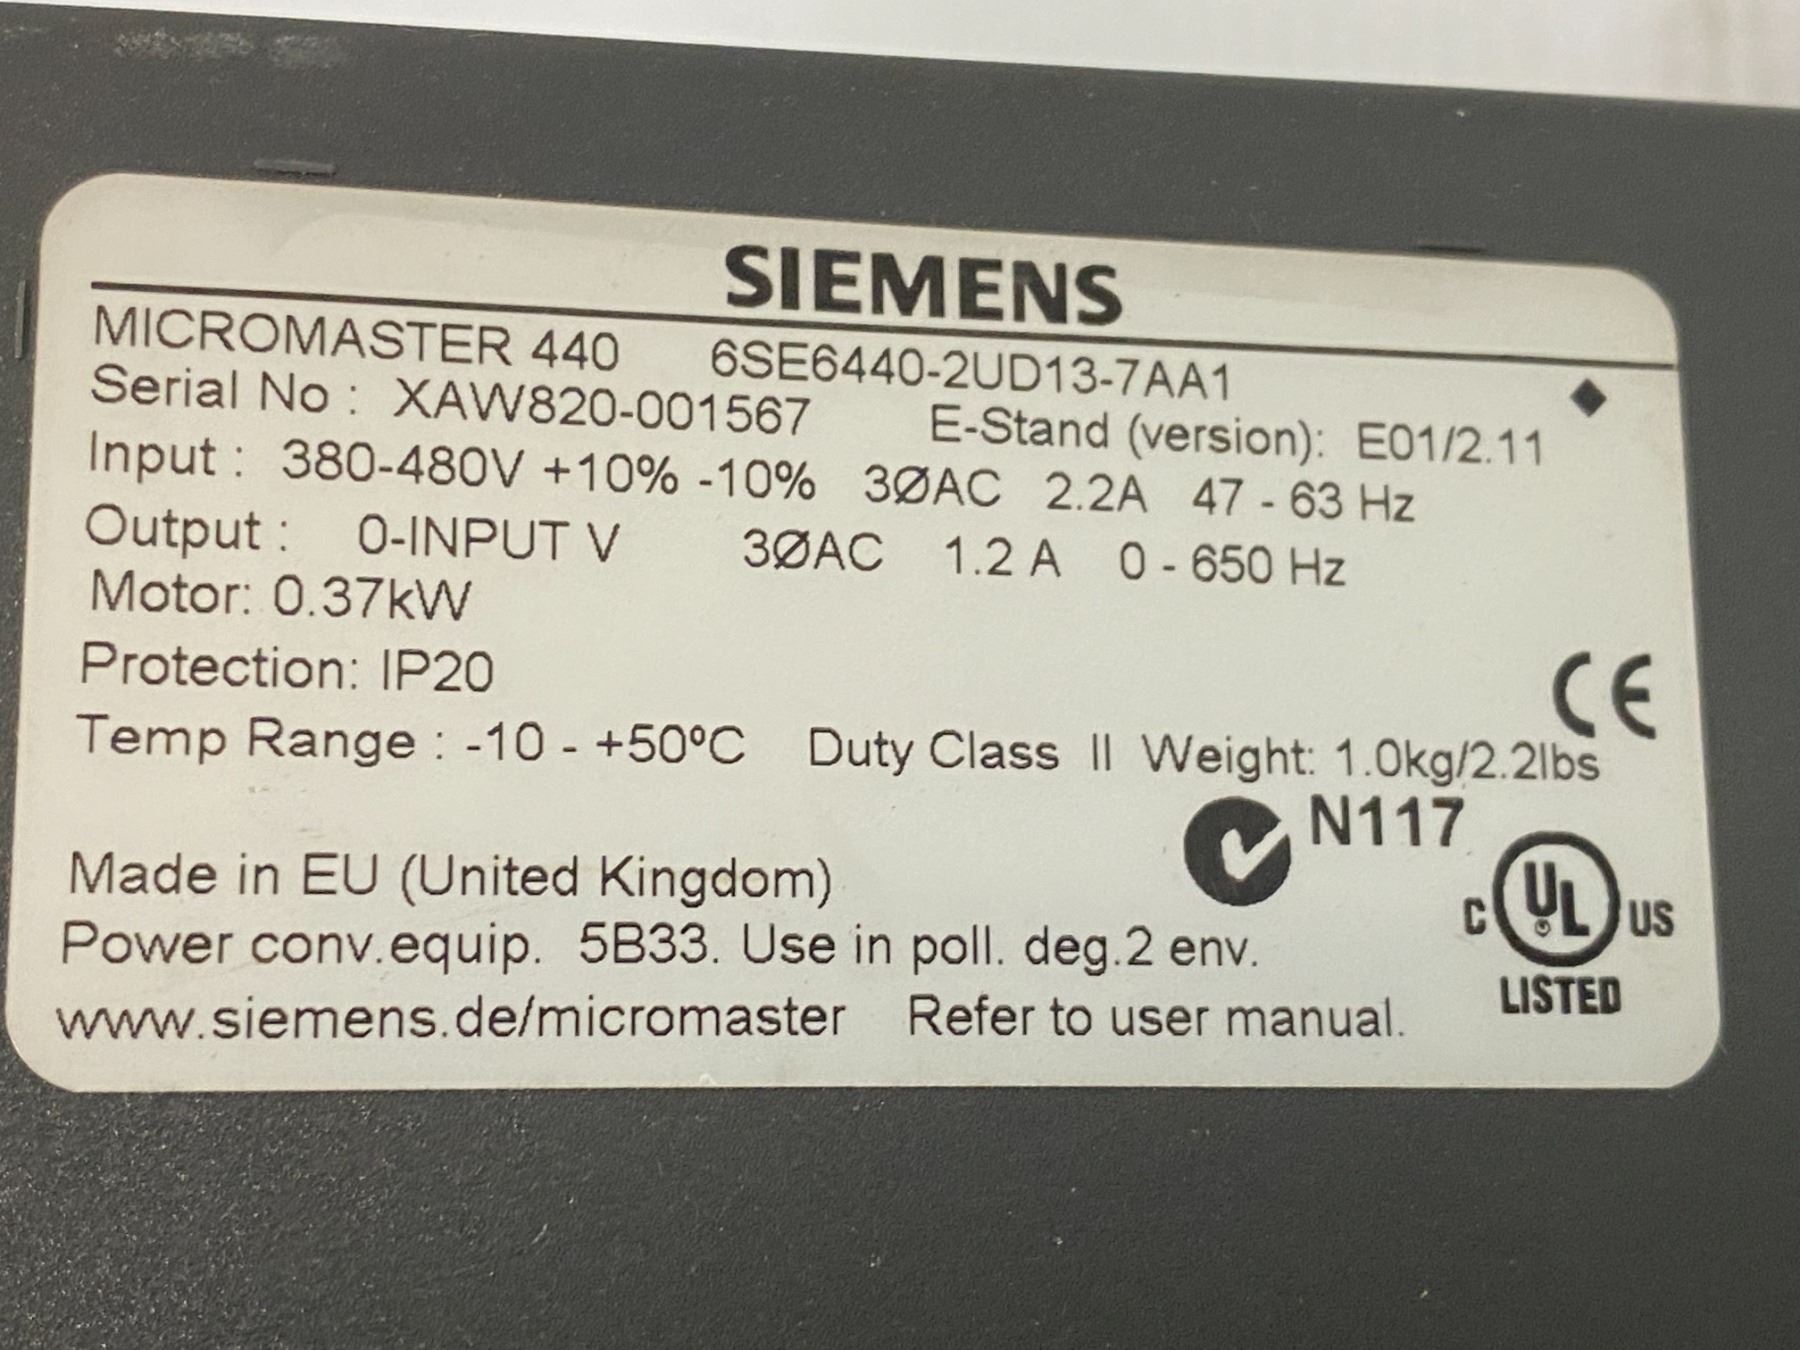 SIEMENS
MICROMASTER 440 6SE6440-2UD13-7AA1
Serial No : XAW820-001567 E-Stand (version): E01/2.11
Input : 380-480V +10% -10% 3ØAC 2.2A 47 - 63 Hz
Output : 0-INPUT V 3ØAC 1.2 A 0 - 650 Hz
Motor: 0.37kW
Protection: IP20
CE
Temp Range : -10 - +50ºC Duty Class II Weight: 1.0kg/2.2lbs
N117
Made in EU (United Kingdom)
C UL US
LISTED
Power conv.equip. 5B33. Use in poll. deg.2 env.
www.siemens.de/micromaster Refer to user manual.